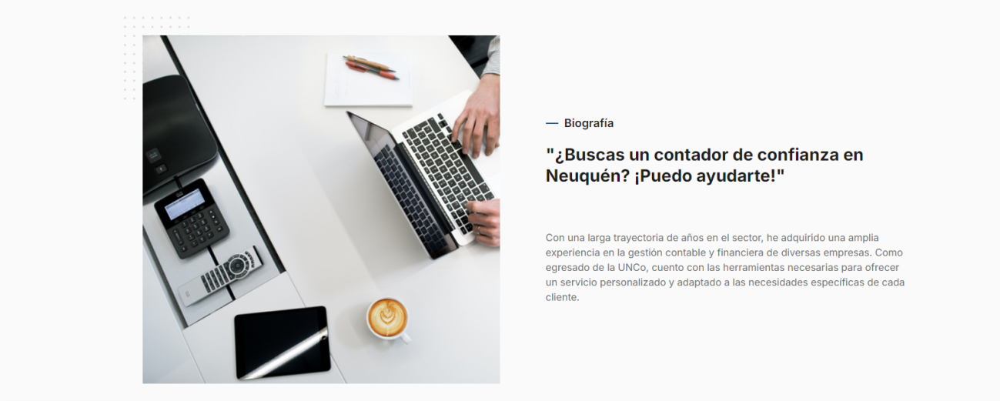 Biografía
"¿Buscas un contador de confianza en
Neuquén? ¡Puedo ayudarte!"
Con una larga trayectoria de años en el sector, he adquirido una amplia
experiencia en la gestión contable y financiera de diversas empresas. Como
egresado de la UNCo, cuento con las herramientas necesarias para ofrecer
un servicio personalizado y adaptado a las necesidades específicas de cada
cliente.